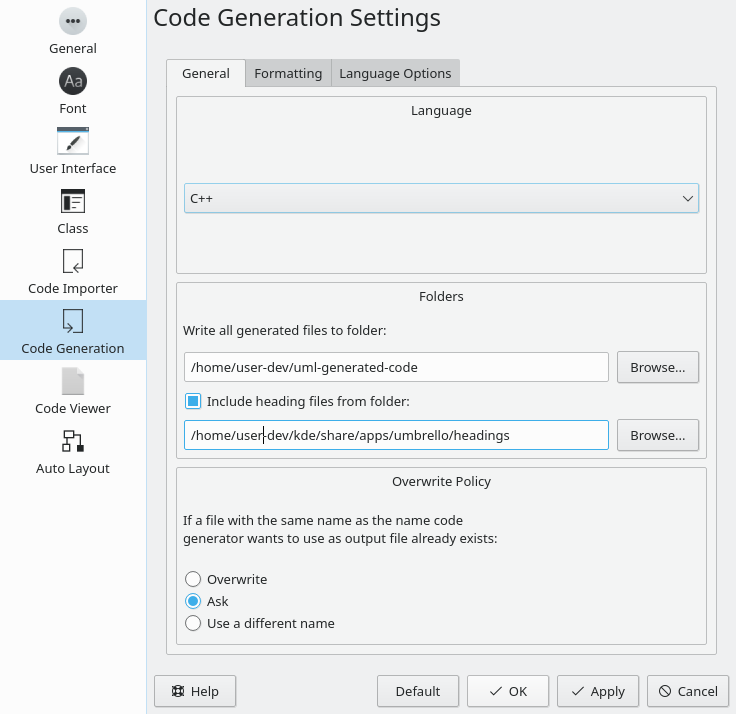 Code Generation Settings
General
Font
User Interface
Class
Code Importer
Code Generation
Code Viewer
Auto Layout
General
Formatting
Language Options
Language
C++
Folders
Write all generated files to folder:
/home/user-dev/uml-generated-code
Browse...
Include heading files from folder:
/home/user-dev/kde/share/apps/umbrello/headings
Browse...
Overwrite Policy
If a file with the same name as the name code
generator wants to use as output file already exists:
Overwrite
Ask
Use a different name
Help
Default
OK
Apply
Cancel